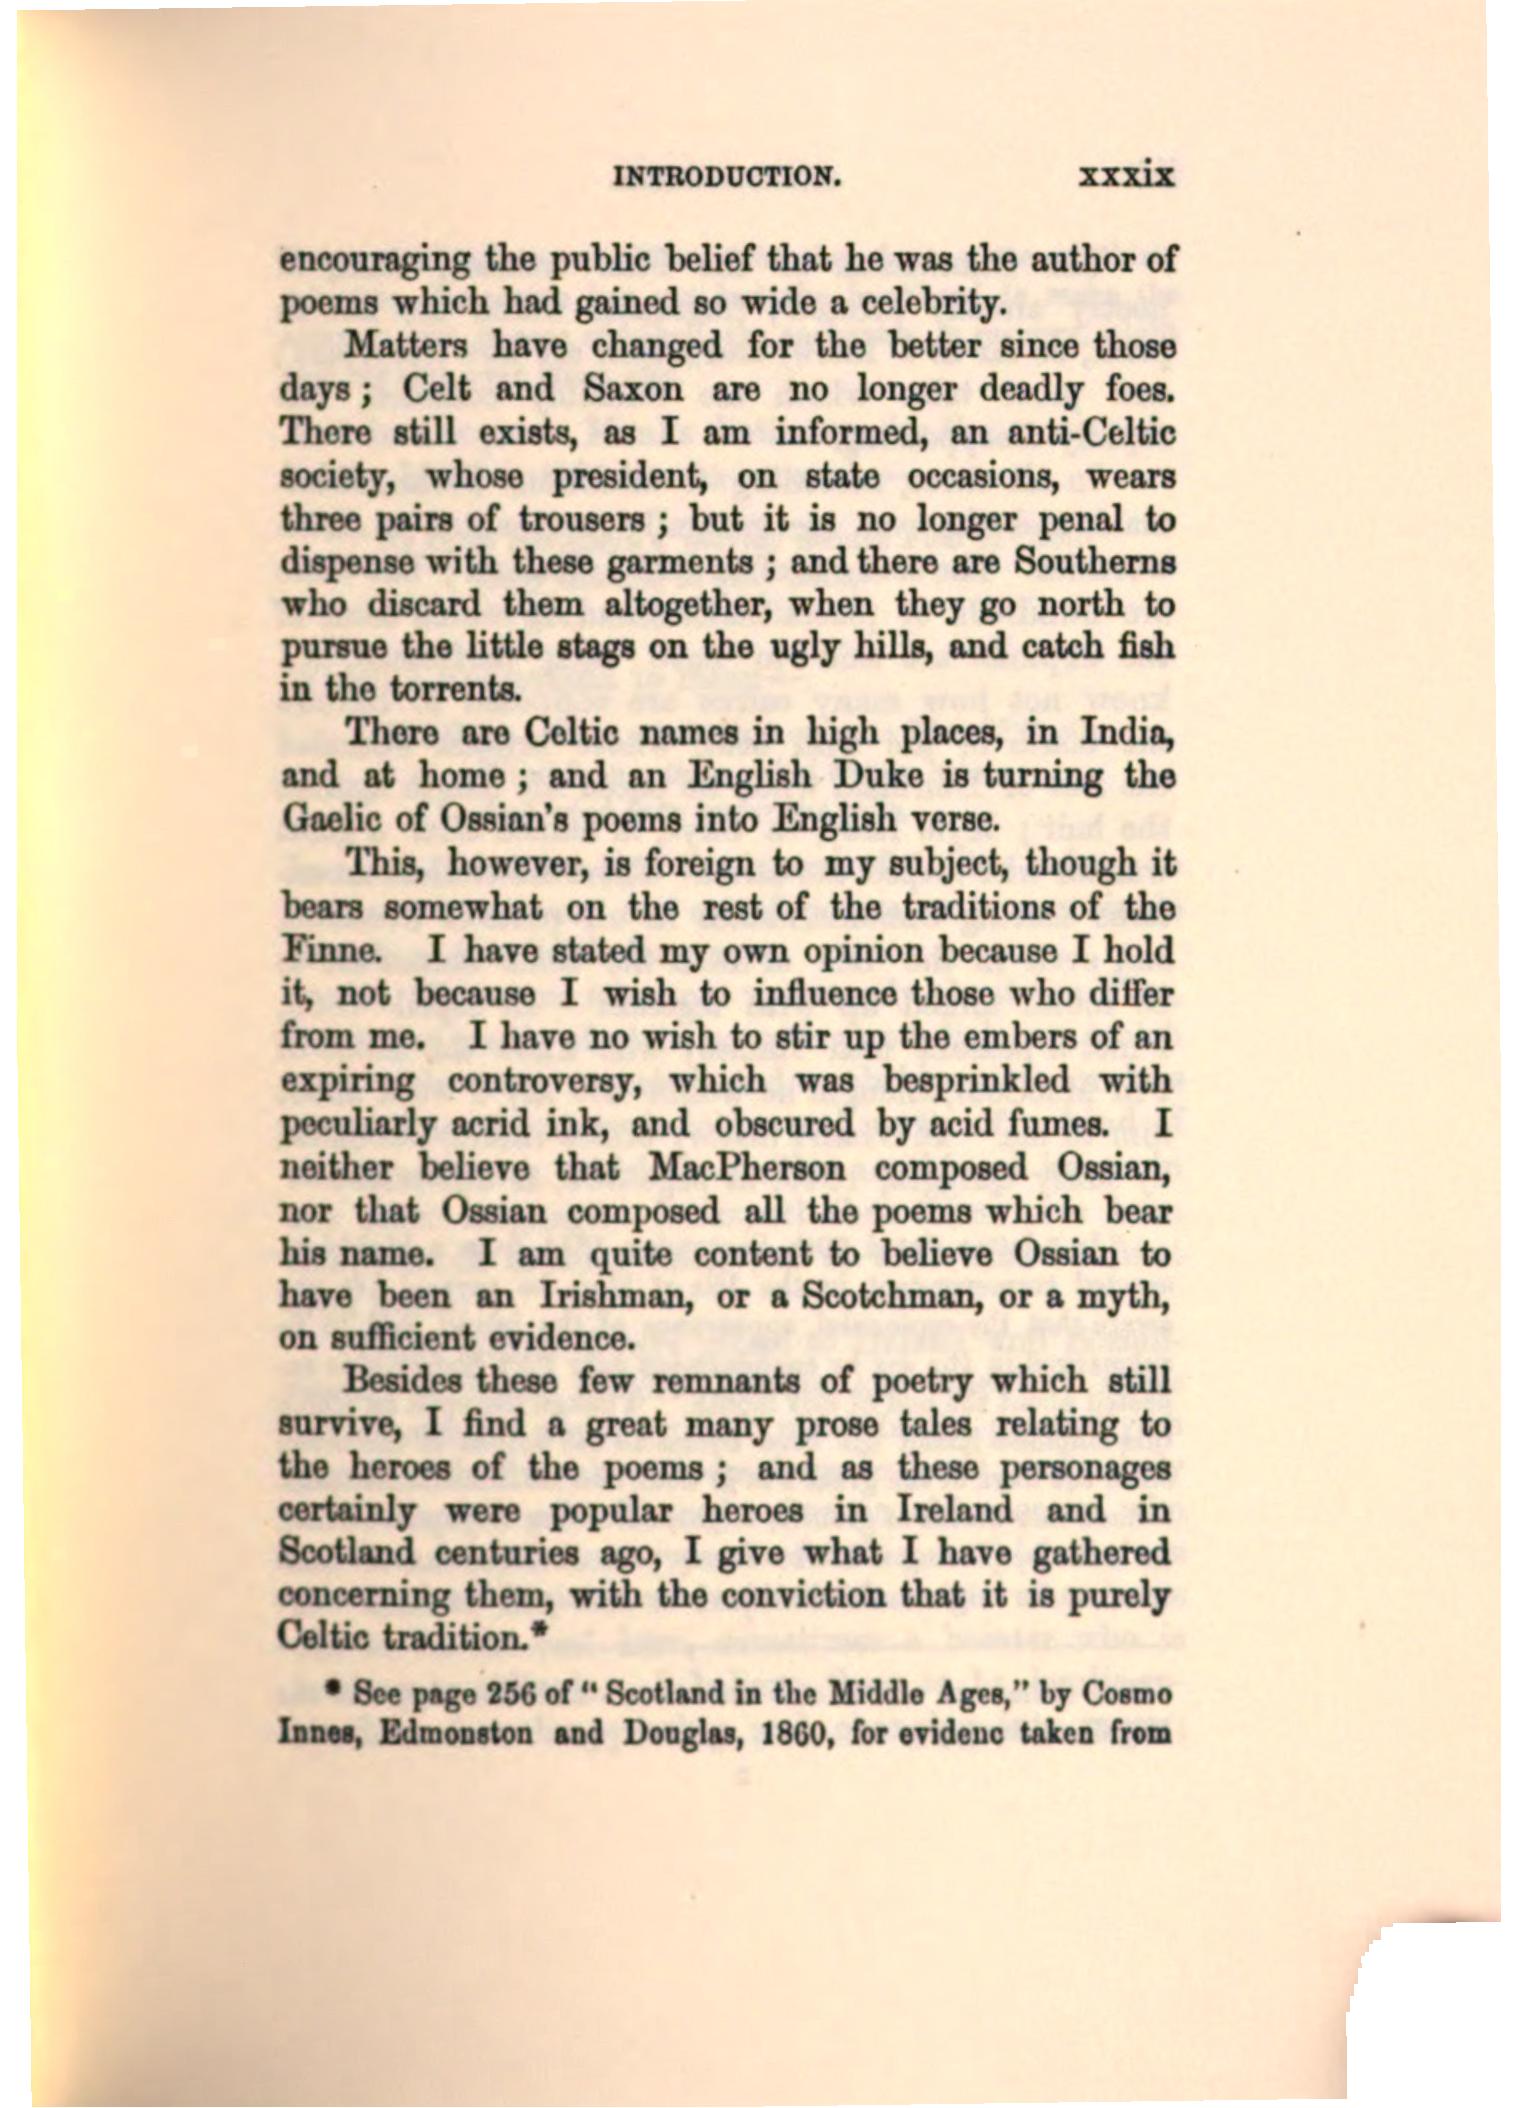 INTRODUCTION. xxxix
encouraging the public belief that he was the author of
poems which had gained so wide a celebrity.
Matters have changed for the better since those
days ; Celt and Saxon are no longer deadly foes.
There still exists, as I am informed, an anti-Celtic
society, whose president, on state occasions, wears
three pairs of trousers ; but it is no longer penal to
dispense with these garments ; and there are Southerns
who discard them altogether, when they go north to
pursue the little stags on the ugly hills, and catch fish
in the torrents.
There are Celtic names in high places, in India,
and at home ; and an English Duke is turning the
Gaelic of Ossian's poems into English verse.
This, however, is foreign to my subject, though it
bears somewhat on the rest of the traditions of the
Finne. I have stated my own opinion because I hold
it, not because I wish to influence those who differ
from me. I have no wish to stir up the embers of an
expiring controversy, which was besprinkled with
peculiarly acrid ink, and obscured by acid fumes. I
neither believe that MacPherson composed Ossian,
nor that Ossian composed all the poems which bear
his name. I am quite content to believe Ossian to
have been an Irishman, or a Scotchman, or a myth,
on sufficient evidence.
Besides these few remnants of poetry which still
survive, I find a great many prose tales relating to
the heroes of the poems ; and as these personages
certainly were popular heroes in Ireland and in
Scotland centuries ago, I give what I have gathered
concerning them, with the conviction that it is purely
Celtic tradition.*
* See page 256 of "Scotland in the Middle Ages," by Cosmo
Innes, Edmonston and Douglas, 1860, for evidenc taken from